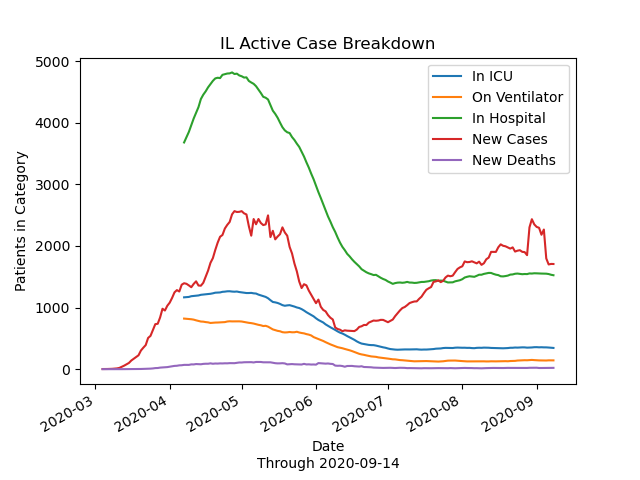 IL Active Case Breakdown
Patients in Category
5000
4000
3000
2000
1000
0
In ICU
On Ventilator
In Hospital
New Cases
New Deaths
2020-03
2020-04
2020-05
2020-06
2020-07
2020-08
2020-09
Date
Through 2020-09-14